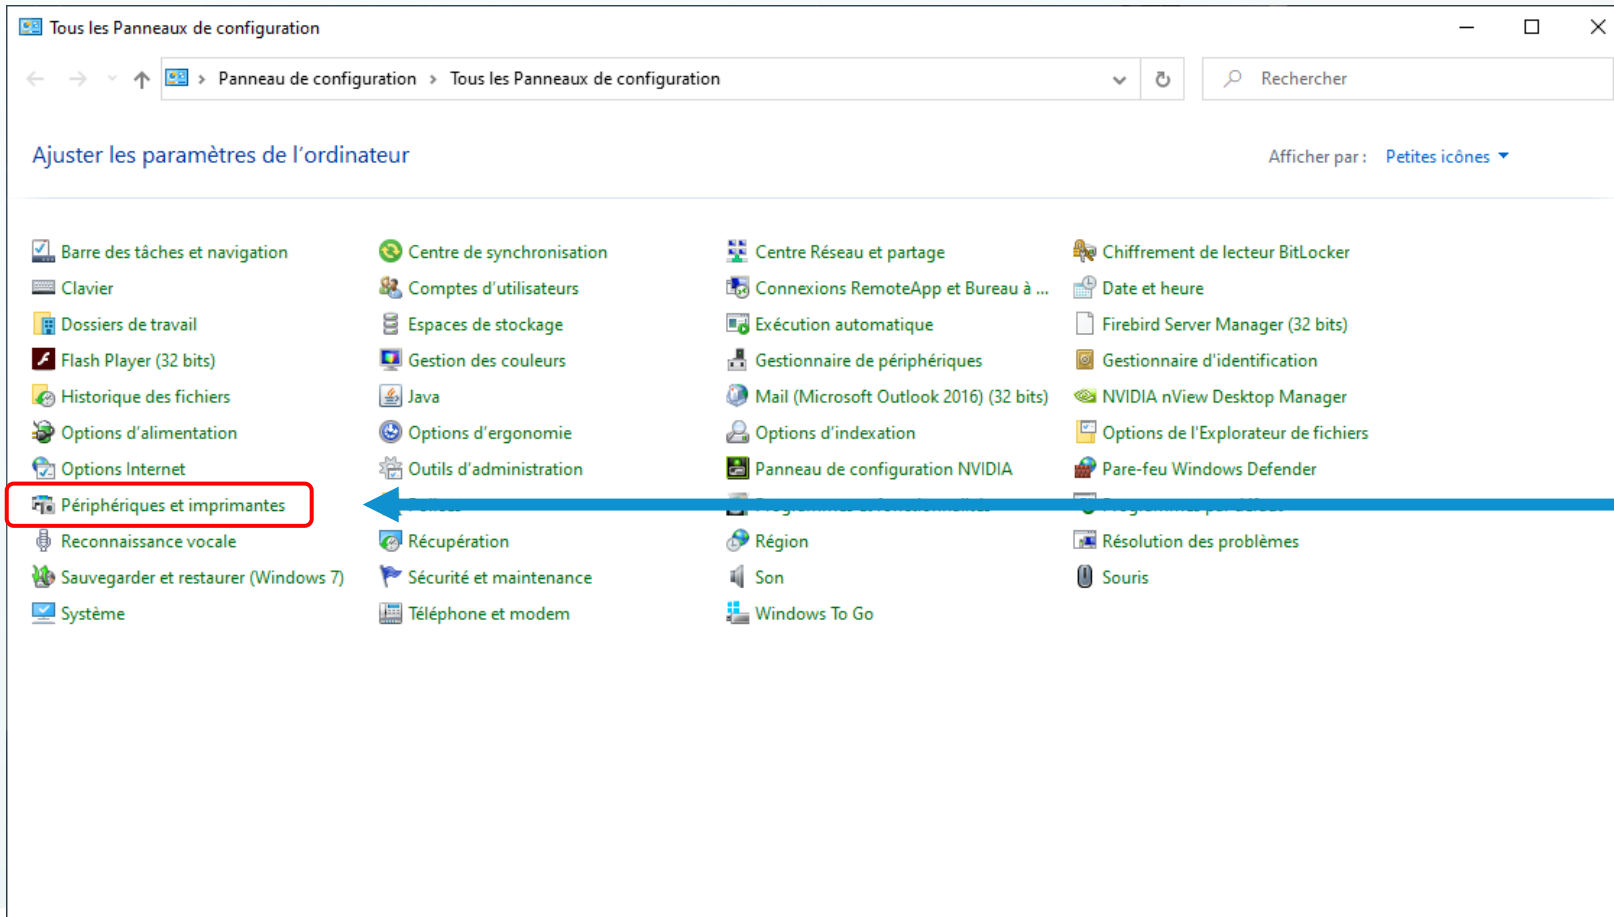 Tous les Panneaux de configuration
Panneau de configuration > Tous les Panneaux de configuration
Rechercher
Ajuster les paramètres de l'ordinateur
Afficher par : Petites icônes
Barre des tâches et navigation
Centre de synchronisation
Centre Réseau et partage
Chiffrement de lecteur BitLocker
Clavier
Comptes d'utilisateurs
Connexions RemoteApp et Bureau à ...
Date et heure
Dossiers de travail
Espaces de stockage
Exécution automatique
Firebird Server Manager (32 bits)
Flash Player (32 bits)
Gestion des couleurs
Gestionnaire de périphériques
Gestionnaire d'identification
Historique des fichiers
Java
Mail (Microsoft Outlook 2016) (32 bits)
NVIDIA nView Desktop Manager
Options d'alimentation
Options d'ergonomie
Options d'indexation
Options de l'Explorateur de fichiers
Options Internet
Outils d'administration
Panneau de configuration NVIDIA
Pare-feu Windows Defender
Périphériques et imprimantes
Reconnaissance vocale
Récupération
Région
Résolution des problèmes
Sauvegarder et restaurer (Windows 7)
Sécurité et maintenance
Son
Souris
Système
Téléphone et modem
Windows To Go